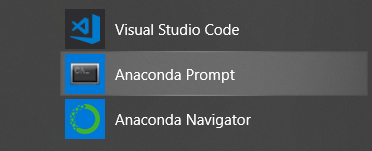 Visual Studio Code
Anaconda Prompt
Anaconda Navigator